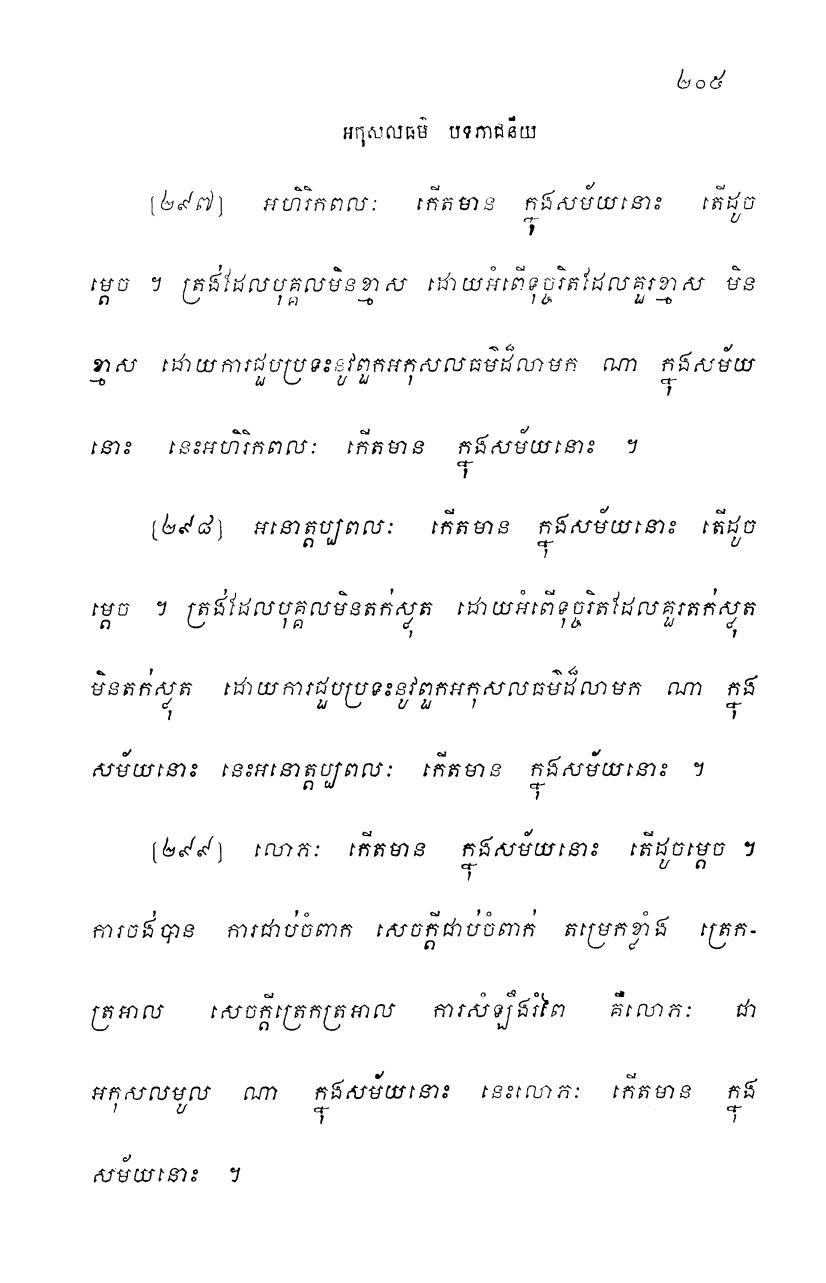 ២០៥
អកុសលធម៌ បទភាជនីយ
[២៩៧] អហិរិកពលៈ កើតមាន ក្នុងសម័យនោះ តើដូច
ម្តេច ។ ត្រង់ដែលបុគ្គលមិនខ្មាស ដោយអំពើទុច្ចរិតដែលគួរខ្មាស មិន
ខ្មាស ដោយការជួបប្រទះនូវពួកអកុសលធម៌ដ៏លាមក ណា ក្នុងសម័យ
នោះ នេះអហិរិកពលៈ កើតមាន ក្នុងសម័យនោះ ។
[២៩៨] អនោត្តប្បពលៈ កើតមាន ក្នុងសម័យនោះ តើដូច
ម្តេច ។ ត្រង់ដែលបុគ្គលមិនតក់ស្លុត ដោយអំពើទុច្ចរិតដែលគួរតក់ស្លុត
មិនតក់ស្លុត ដោយការជួបប្រទះនូវពួកអកុសលធម៌ដ៏លាមក ណា ក្នុង
សម័យនោះ នេះអនោត្តប្បពលៈ កើតមាន ក្នុងសម័យនោះ ។
[២៩៩] លោភៈ កើតមាន ក្នុងសម័យនោះ តើដូចម្តេច ។
ការចង់បាន ការជាប់ចំពាក សេចក្តីជាប់ចំពាក់ តម្រេកខ្លាំង ត្រេក-
ត្រអាល សេចក្តីត្រេកត្រអាល ការសំឡឹងរំពៃ គឺលោភៈ ជា
អកុសលមូល ណា ក្នុងសម័យនោះ នេះលោភៈ កើតមាន ក្នុង
សម័យនោះ ។